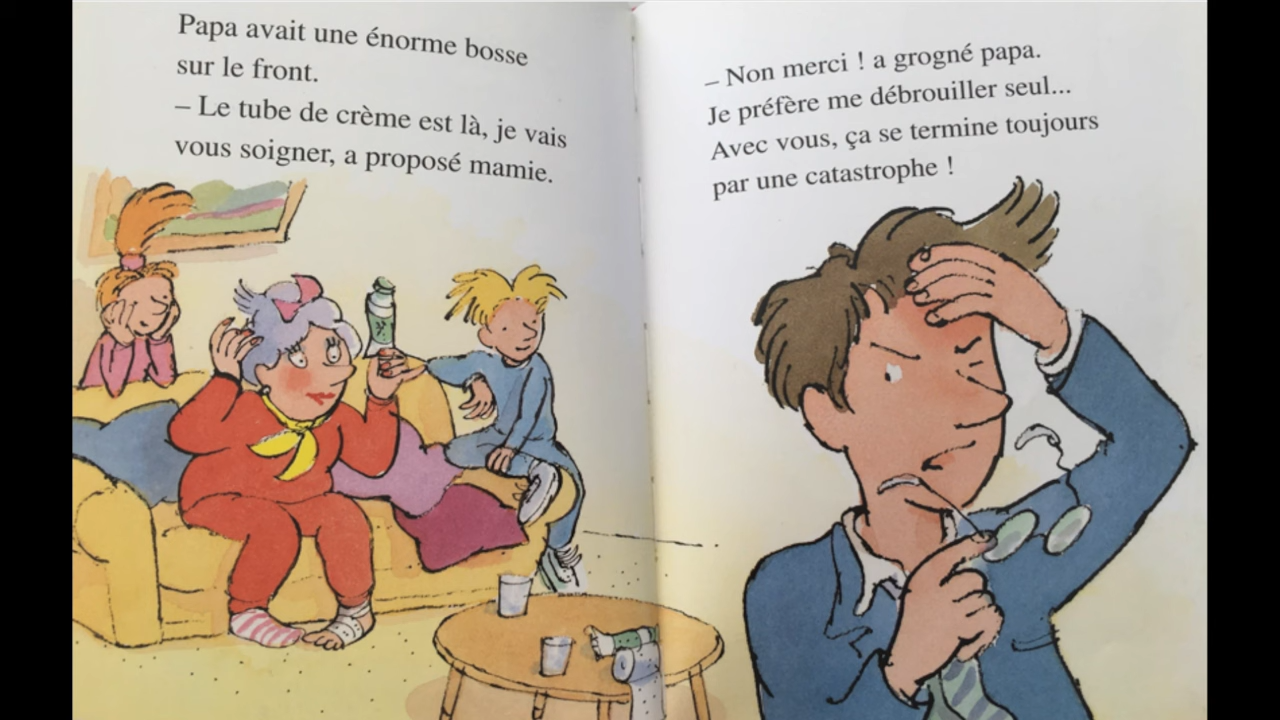 Papa avait une énorme bosse
sur le front.
– Le tube de crème est là, je vais
vous soigner, a proposé mamie.
– Non merci ! a grogné papa.
Je préfère me débrouiller seul...
Avec vous, ça se termine toujours
par une catastrophe !